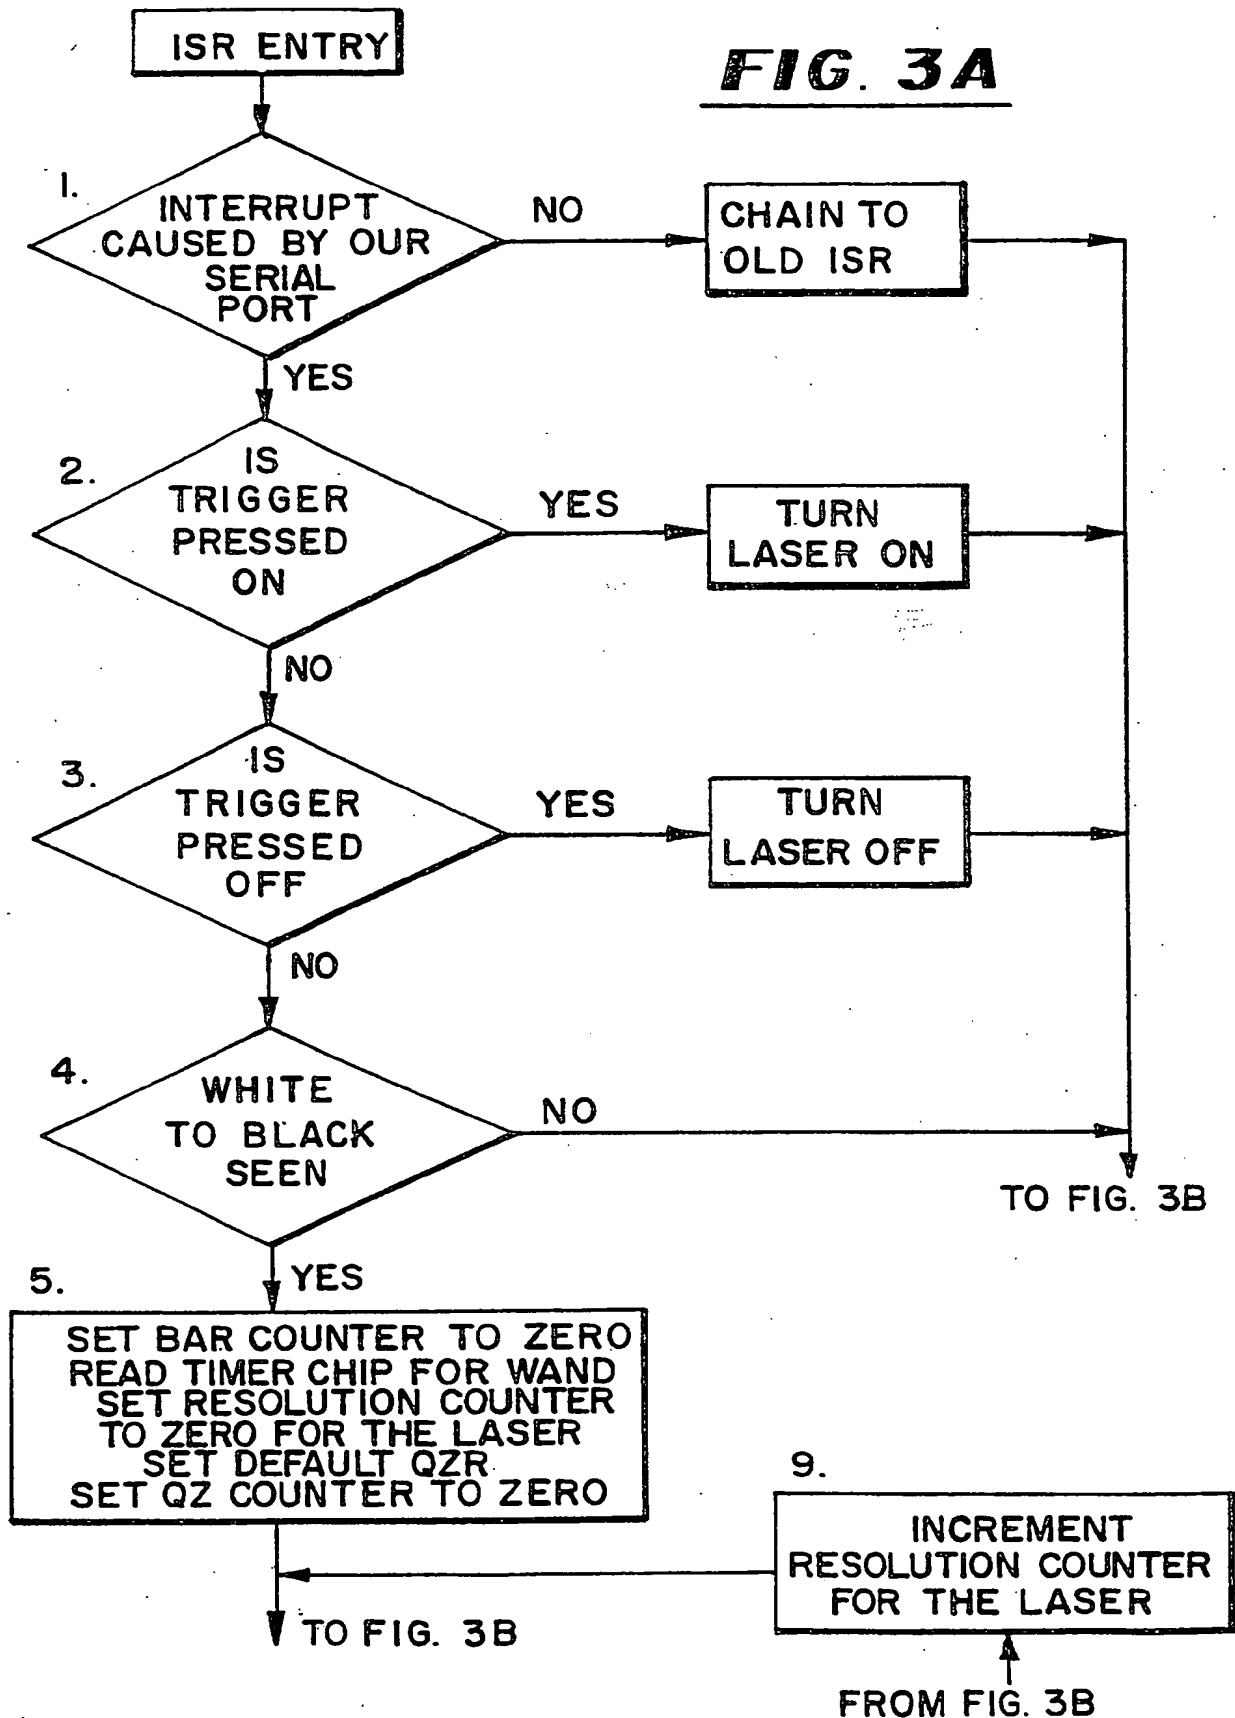 ISR ENTRY
FIG. 3A
1.
INTERRUPT
CAUSED BY OUR
SERIAL
PORT
NO
CHAIN TO
OLD ISR
YES
2.
IS
TRIGGER
PRESSED
ON
YES
TURN
LASER ON
NO
3.
IS
TRIGGER
PRESSED
OFF
YES
TURN
LASER OFF
NO
4.
WHITE
TO BLACK
SEEN
NO
TO FIG. 3B
YES
5.
SET BAR COUNTER TO ZERO
READ TIMER CHIP FOR WAND
SET RESOLUTION COUNTER
TO ZERO FOR THE LASER
SET DEFAULT QZR
SET QZ COUNTER TO ZERO
9.
INCREMENT
RESOLUTION COUNTER
FOR THE LASER
TO FIG. 3B
FROM FIG. 3B